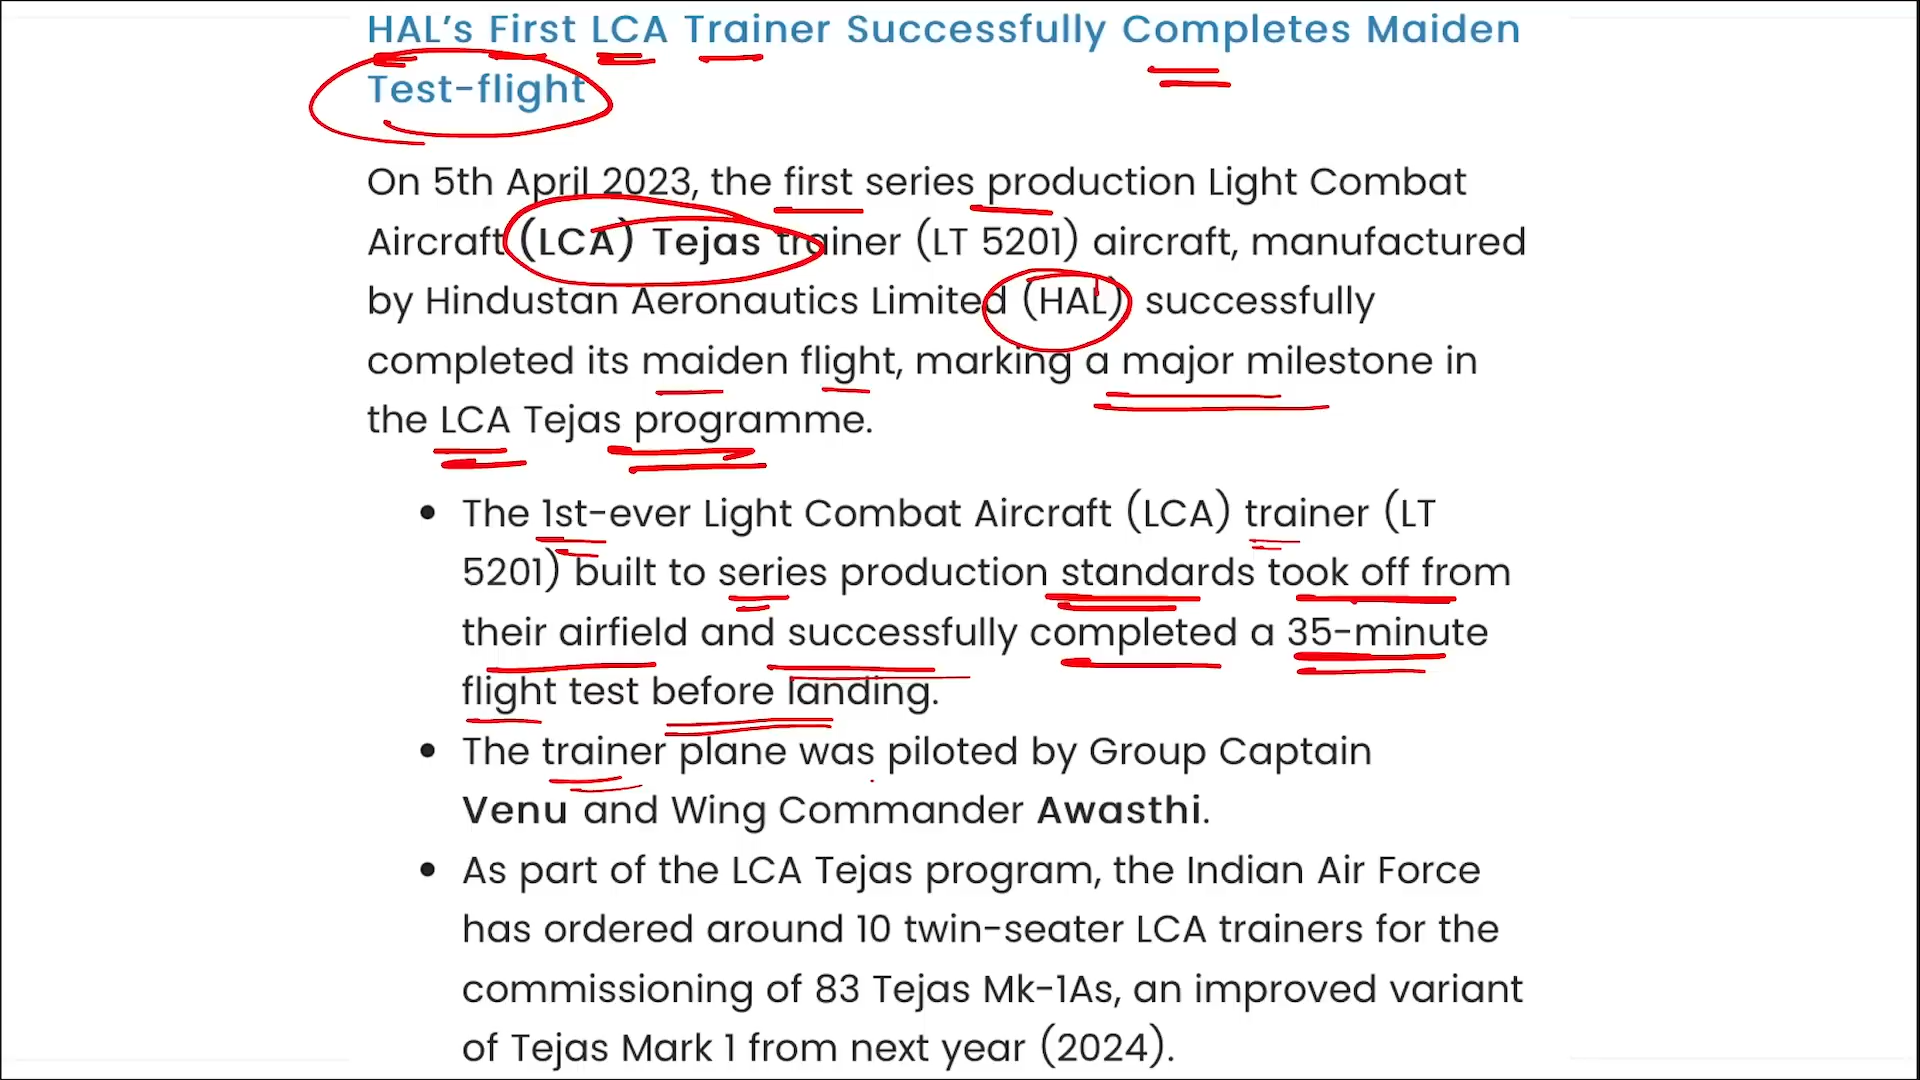 HAL’s First LCA Trainer Successfully Completes Maiden
Test-flight
On 5th April 2023, the first series production Light Combat
Aircraft (LCA) Tejas trainer (LT 5201) aircraft, manufactured
by Hindustan Aeronautics Limited (HAL) successfully
completed its maiden flight, marking a major milestone in
the LCA Tejas programme.
• The 1st-ever Light Combat Aircraft (LCA) trainer (LT
5201) built to series production standards took off from
their airfield and successfully completed a 35-minute
flight test before landing.
• The trainer plane was piloted by Group Captain
Venu and Wing Commander Awasthi.
• As part of the LCA Tejas program, the Indian Air Force
has ordered around 10 twin-seater LCA trainers for the
commissioning of 83 Tejas Mk-1As, an improved variant
of Tejas Mark 1 from next year (2024).